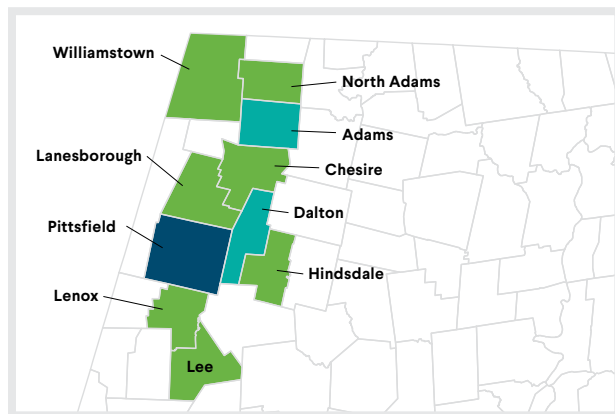 Williamstown
North Adams
Adams
Lanesborough
Chesire
Dalton
Pittsfield
Hindsdale
Lenox
Lee